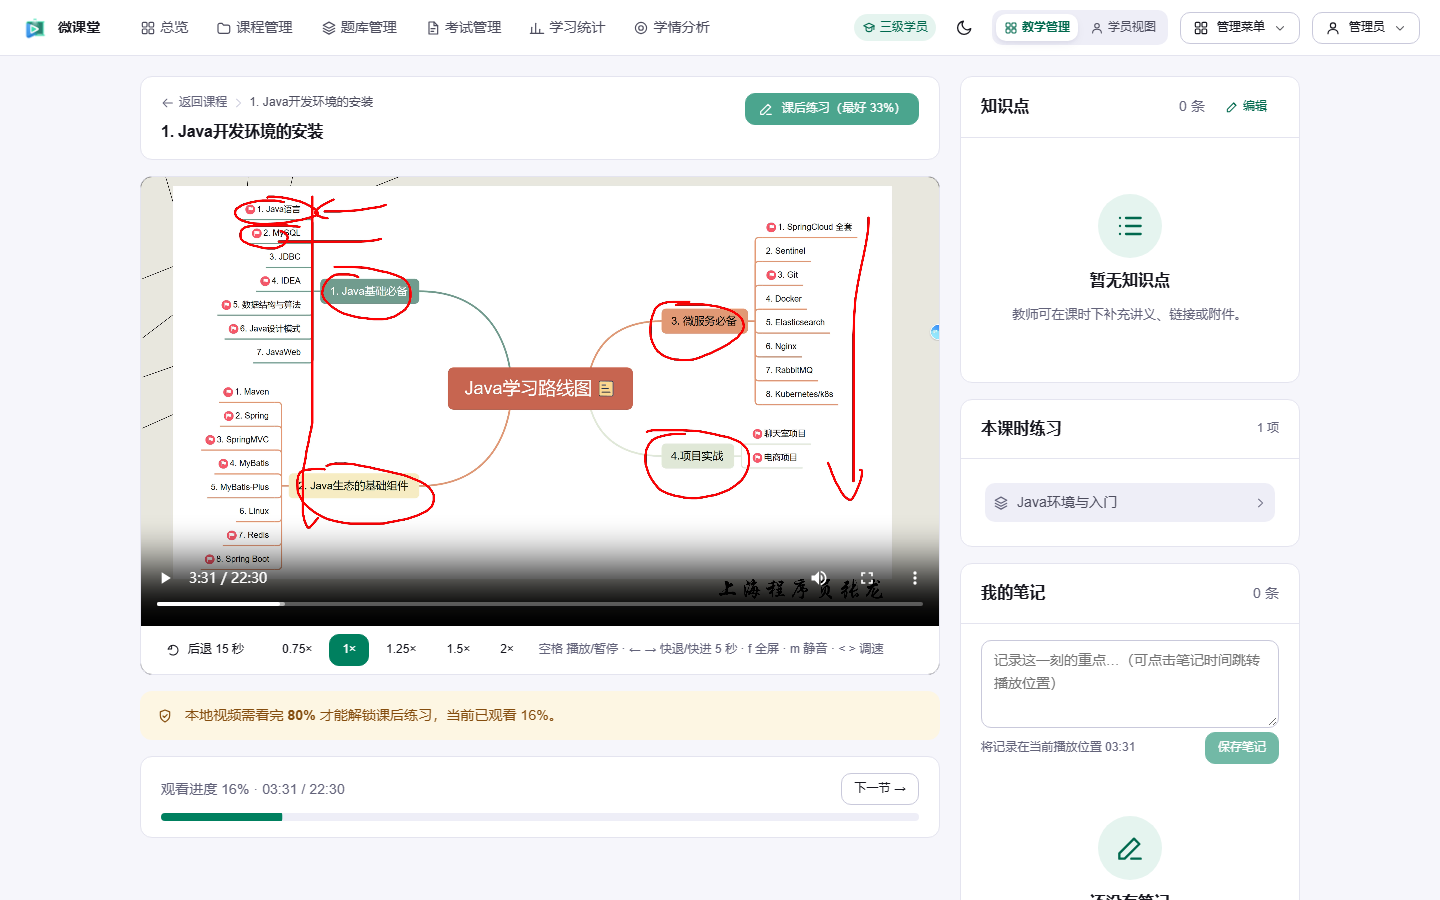 微课堂
总览
课程管理
题库管理
考试管理
学习统计
学情分析
三级学员
教学管理
学员视图
管理菜单
管理员
返回课程
1. Java开发环境的安装
1. Java开发环境的安装
课后练习（最好 33%）
1. Java语言
2. MySQL
3. JDBC
4. IDEA
5. 数据结构与算法
6. Java设计模式
7. JavaWeb
1. Java基础必备
1. Maven
2. Spring
3. SpringMVC
4. MyBatis
5. MyBatis-Plus
6. Linux
7. Redis
8. Spring Boot
2. Java生态的基础组件
Java学习路线图
3. 微服务必备
1. SpringCloud 全套
2. Sentinel
3. Git
4. Docker
5. Elasticsearch
6. Nginx
7. RabbitMQ
8. Kubernetes/k8s
4.项目实战
聊天室项目
电商项目
上海程序员张龙
3:31 / 22:30
后退 15 秒
0.75×
1×
1.25×
1.5×
2×
空格 播放/暂停 · ← → 快退/快进 5 秒 · f 全屏 · m 静音 · < > 调速
本地视频需看完 80% 才能解锁课后练习，当前已观看 16%。
观看进度 16% · 03:31 / 22:30
下一节 →
知识点
0 条
编辑
暂无知识点
教师可在课时下补充讲义、链接或附件。
本课时练习
1 项
Java环境与入门
我的笔记
0 条
记录这一刻的重点…（可点击笔记时间跳转
播放位置）
将记录在当前播放位置 03:31
保存笔记
还没有笔记